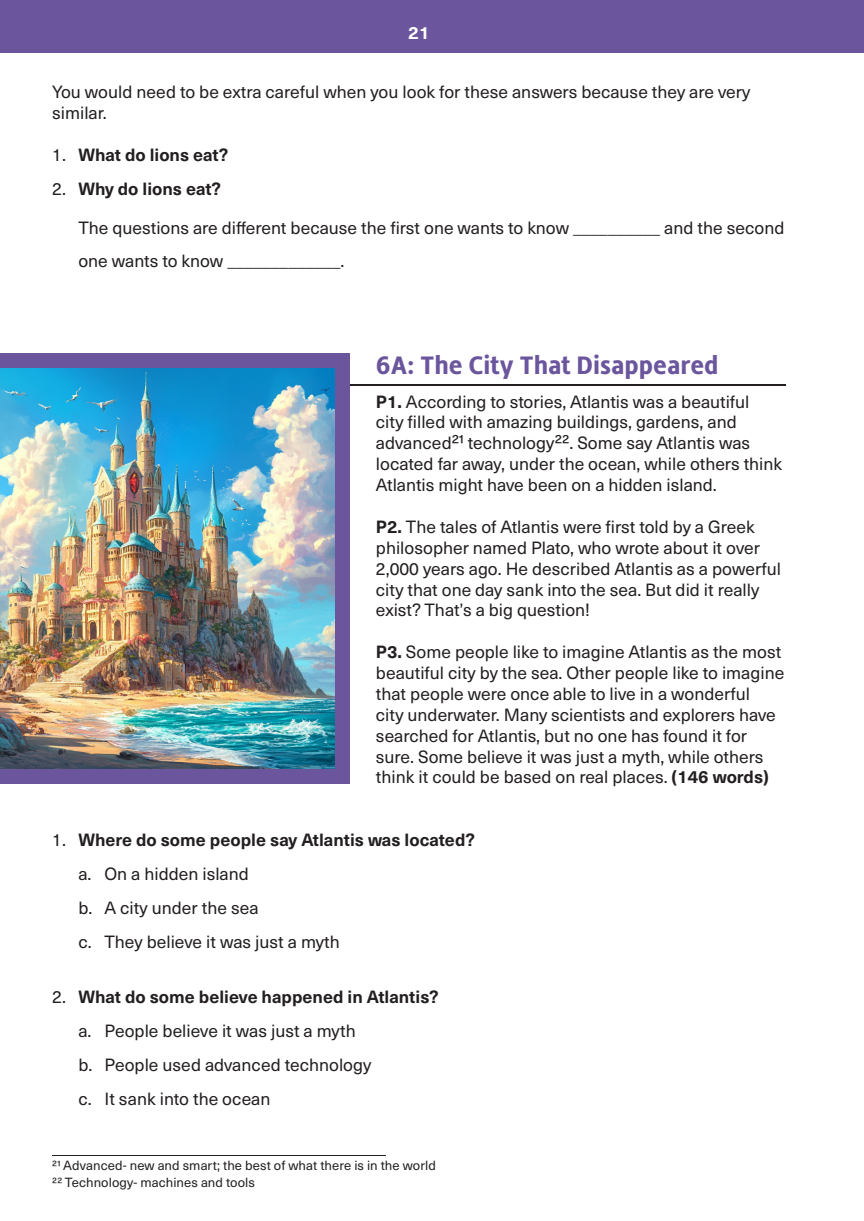 21
You would need to be extra careful when you look for these answers because they are very
similar.
1. What do lions eat?
2. Why do lions eat?
The questions are different because the first one wants to know __________ and the second
one wants to know _____________.
6A: The City That Disappeared
P1. According to stories, Atlantis was a beautiful
city filled with amazing buildings, gardens, and
advanced²¹ technology²². Some say Atlantis was
located far away, under the ocean, while others think
Atlantis might have been on a hidden island.
P2. The tales of Atlantis were first told by a Greek
philosopher named Plato, who wrote about it over
2,000 years ago. He described Atlantis as a powerful
city that one day sank into the sea. But did it really
exist? That's a big question!
P3. Some people like to imagine Atlantis as the most
beautiful city by the sea. Other people like to imagine
that people were once able to live in a wonderful
city underwater. Many scientists and explorers have
searched for Atlantis, but no one has found it for
sure. Some believe it was just a myth, while others
think it could be based on real places. (146 words)
1. Where do some people say Atlantis was located?
a. On a hidden island
b. A city under the sea
c. They believe it was just a myth
2. What do some believe happened in Atlantis?
a. People believe it was just a myth
b. People used advanced technology
c. It sank into the ocean
²¹ Advanced- new and smart; the best of what there is in the world
²² Technology- machines and tools